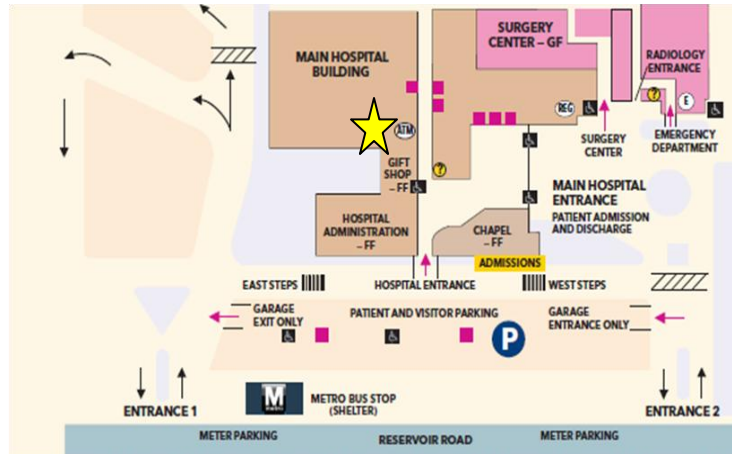 SURGERY
CENTER – GF
MAIN HOSPITAL
BUILDING
RADIOLOGY
ENTRANCE
?
E
REG
ATM
SURGERY
CENTER
EMERGENCY
DEPARTMENT
GIFT
SHOP
– FF
?
MAIN HOSPITAL
ENTRANCE
PATIENT ADMISSION
AND DISCHARGE
HOSPITAL
ADMINISTRATION
– FF
CHAPEL
– FF
ADMISSIONS
EAST STEPS
HOSPITAL ENTRANCE
WEST STEPS
GARAGE
EXIT ONLY
PATIENT AND VISITOR PARKING
GARAGE
ENTRANCE ONLY
P
ENTRANCE 1
M
metro
METRO BUS STOP
(SHELTER)
ENTRANCE 2
METER PARKING
RESERVOIR ROAD
METER PARKING